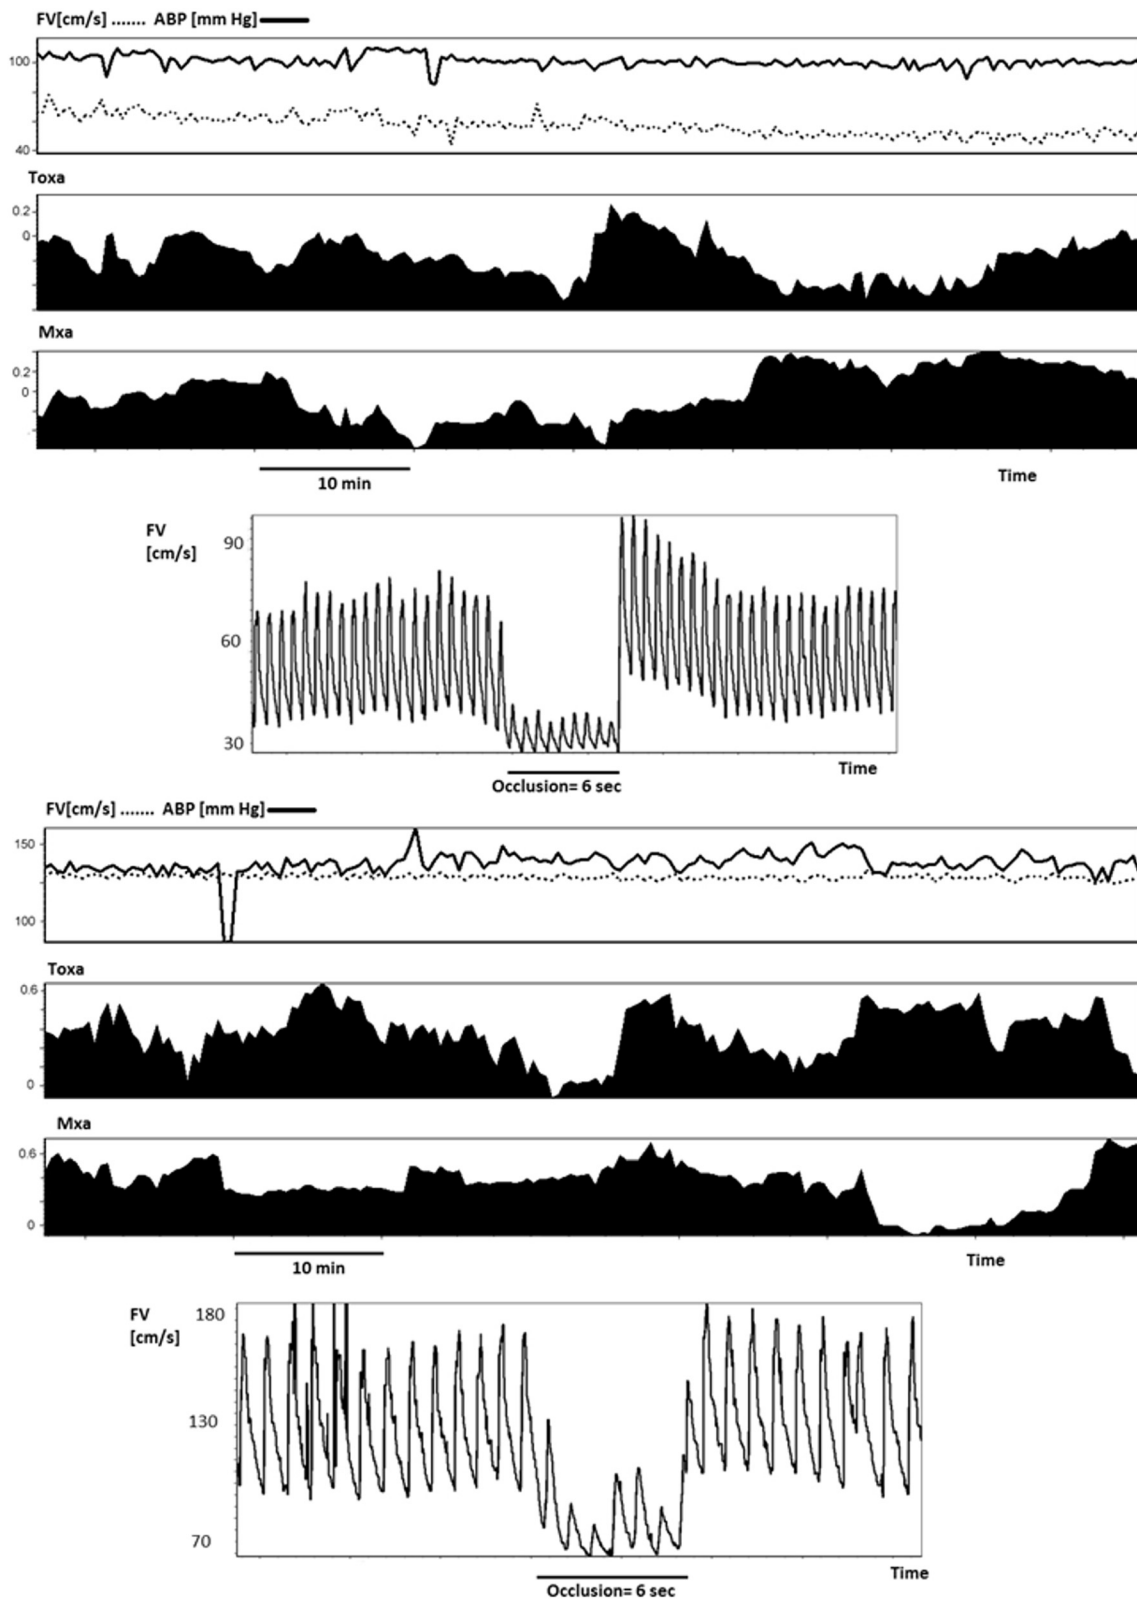 FV[cm/s] ....... ABP [mm Hg]
100
40
Toxa
0.2
0
Mxa
0.2
0
10 min
Time
FV
[cm/s]
90
60
30
Time
Occlusion= 6 sec
FV[cm/s] ....... ABP [mm Hg]
150
100
Toxa
0.6
0
Mxa
0.6
0
10 min
Time
FV
[cm/s]
180
130
70
Time
Occlusion= 6 sec